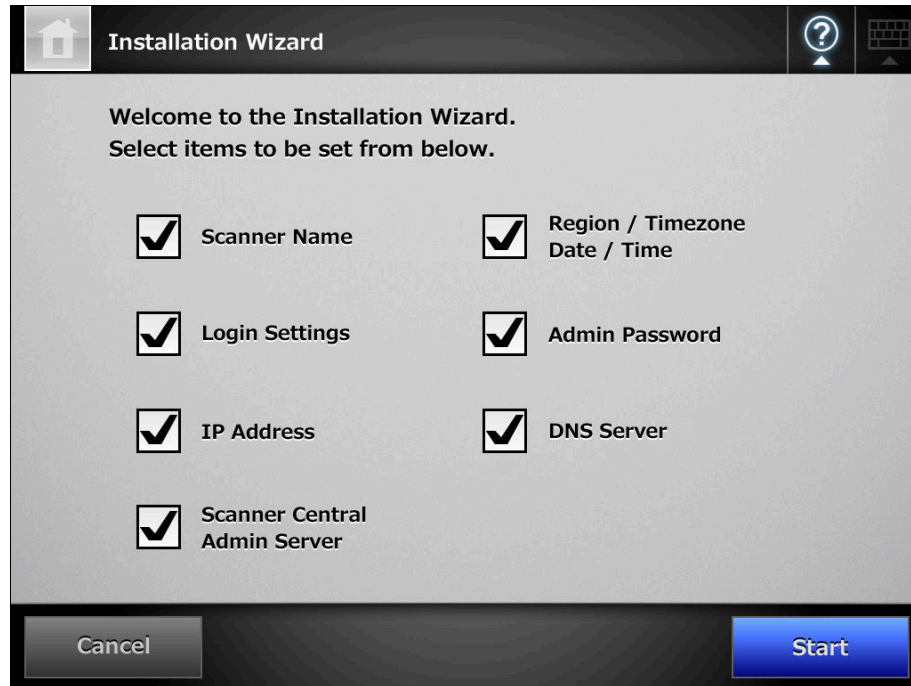 Installation Wizard
?
Welcome to the Installation Wizard.
Select items to be set from below.
Scanner Name
Region / Timezone
Date / Time
Login Settings
Admin Password
IP Address
DNS Server
Scanner Central
Admin Server
Cancel
Start